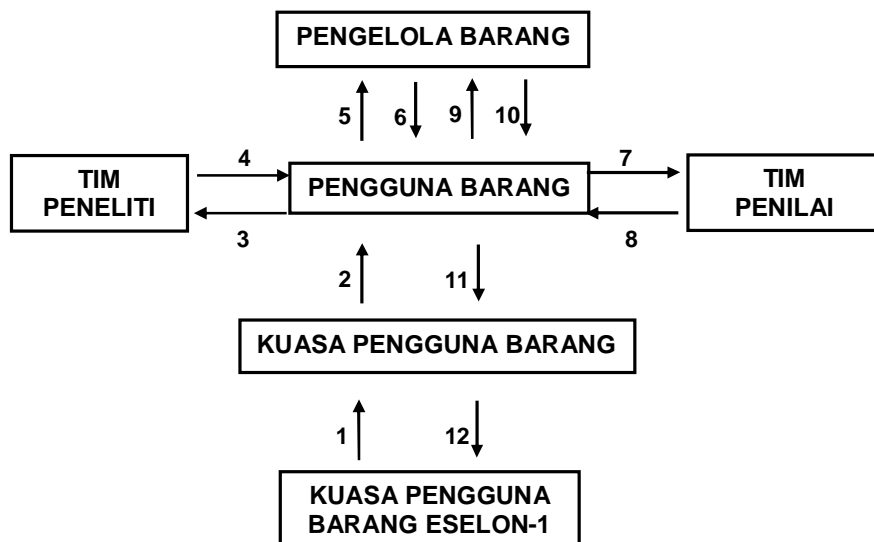 PENGELOLA BARANG
5 6 9 10
4 7
TIM
PENELITI
PENGGUNA BARANG
TIM
PENILAI
3 8
2 11
KUASA PENGGUNA BARANG
1 12
KUASA PENGGUNA
BARANG ESELON-1